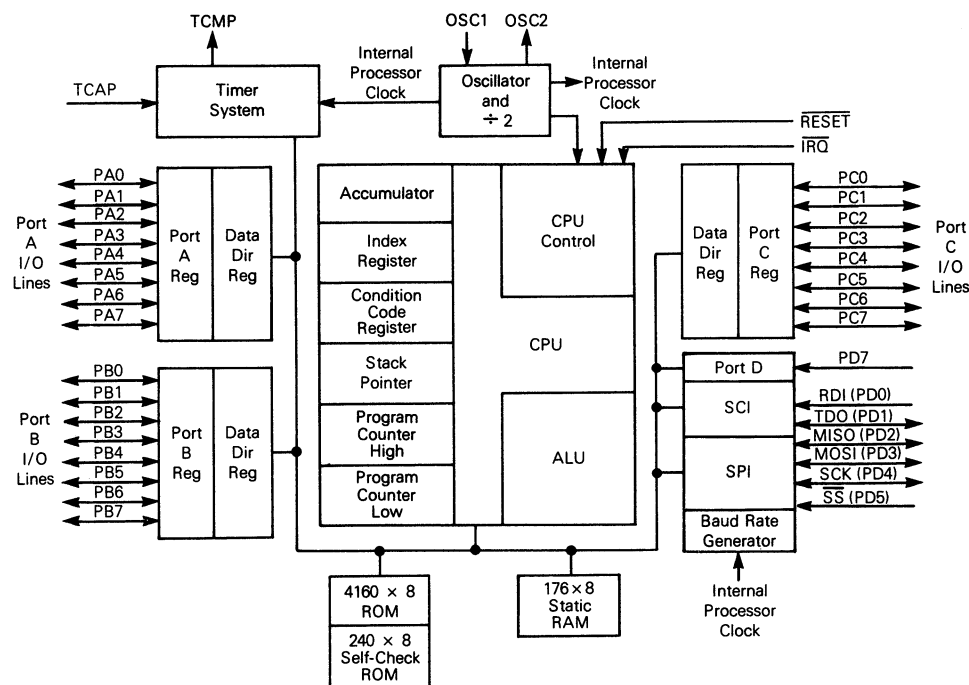 TCMP
OSC1
OSC2
TCAP
Timer
System
Internal
Processor
Clock
Oscillator
and
÷ 2
Internal
Processor
Clock
RESET
IRQ
Port
A
I/O
Lines
PA0
PA1
PA2
PA3
PA4
PA5
PA6
PA7
Port
A
Reg
Data
Dir
Reg
Port
B
I/O
Lines
PB0
PB1
PB2
PB3
PB4
PB5
PB6
PB7
Port
B
Reg
Data
Dir
Reg
Accumulator
Index
Register
Condition
Code
Register
Stack
Pointer
Program
Counter
High
Program
Counter
Low
CPU
Control
CPU
ALU
Data
Dir
Reg
Port
C
Reg
PC0
PC1
PC2
PC3
PC4
PC5
PC6
PC7
Port
C
I/O
Lines
Port D
SCI
SPI
Baud Rate
Generator
PD7
RDI (PD0)
TDO (PD1)
MISO (PD2)
MOSI (PD3)
SCK (PD4)
SS (PD5)
Internal
Processor
Clock
4160 × 8
ROM
240 × 8
Self-Check
ROM
176×8
Static
RAM